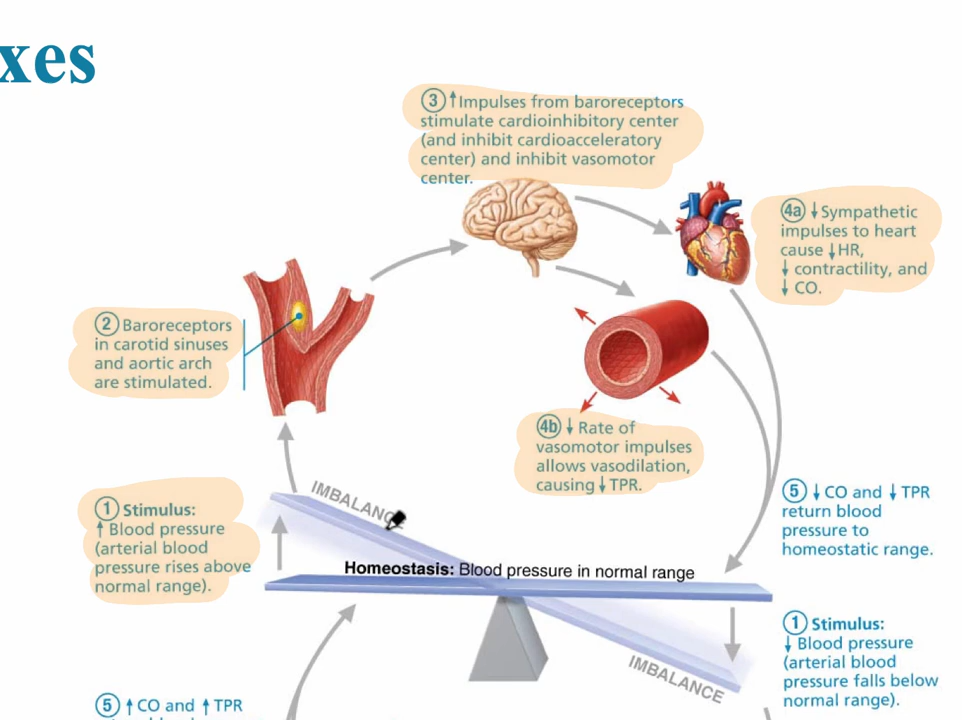 xes
③ ↑ Impulses from baroreceptors
stimulate cardioinhibitory center
(and inhibit cardioacceleratory
center) and inhibit vasomotor
center.
4a ↓ Sympathetic
impulses to heart
cause ↓ HR,
↓ contractility, and
↓ CO.
② Baroreceptors
in carotid sinuses
and aortic arch
are stimulated.
4b ↓ Rate of
vasomotor impulses
allows vasodilation,
causing ↓ TPR.
① Stimulus:
↑ Blood pressure
(arterial blood
pressure rises above
normal range).
IMBALANCE
⑤ ↓ CO and ↓ TPR
return blood
pressure to
homeostatic range.
Homeostasis: Blood pressure in normal range
① Stimulus:
↓ Blood pressure
(arterial blood
pressure falls below
normal range).
IMBALANCE
⑤ ↑ CO and ↑ TPR